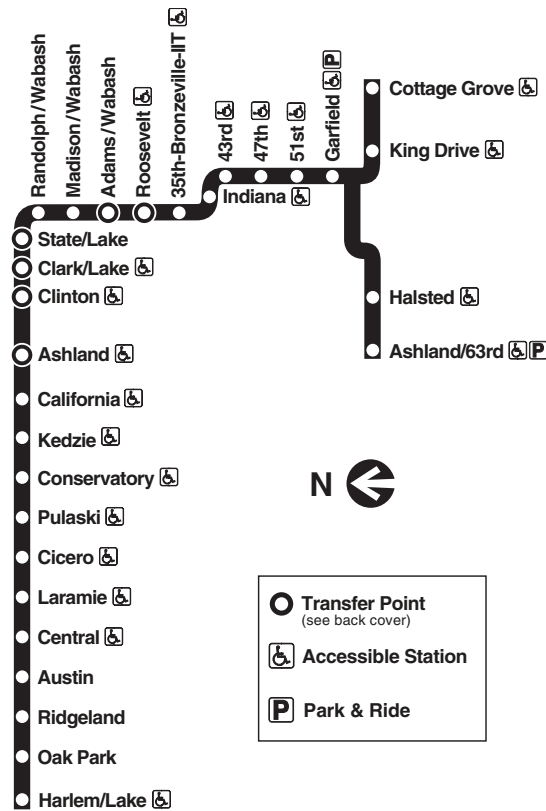 Randolph/Wabash
Madison/Wabash
Adams/Wabash
Roosevelt
35th-Bronzeville-IIT
43rd
47th
51st
Garfield P
Cottage Grove
King Drive
Indiana
State/Lake
Clark/Lake
Clinton
Halsted
Ashland
Ashland/63rd P
California
Kedzie
Conservatory
Pulaski
Cicero
Laramie
Central
Austin
Ridgeland
Oak Park
Harlem/Lake
N
Transfer Point
(see back cover)
Accessible Station
P Park & Ride